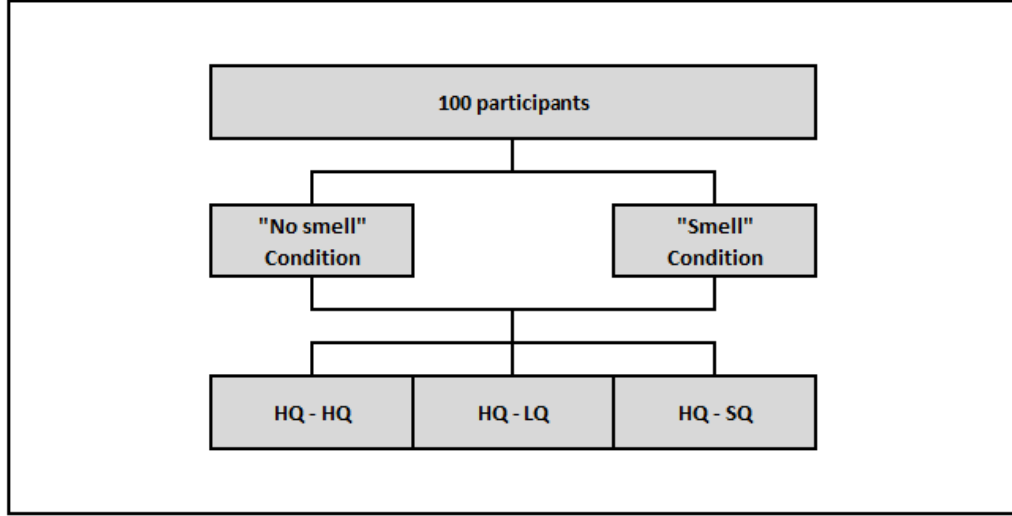 100 participants
"No smell"
Condition
"Smell"
Condition
HQ - HQ
HQ - LQ
HQ - SQ